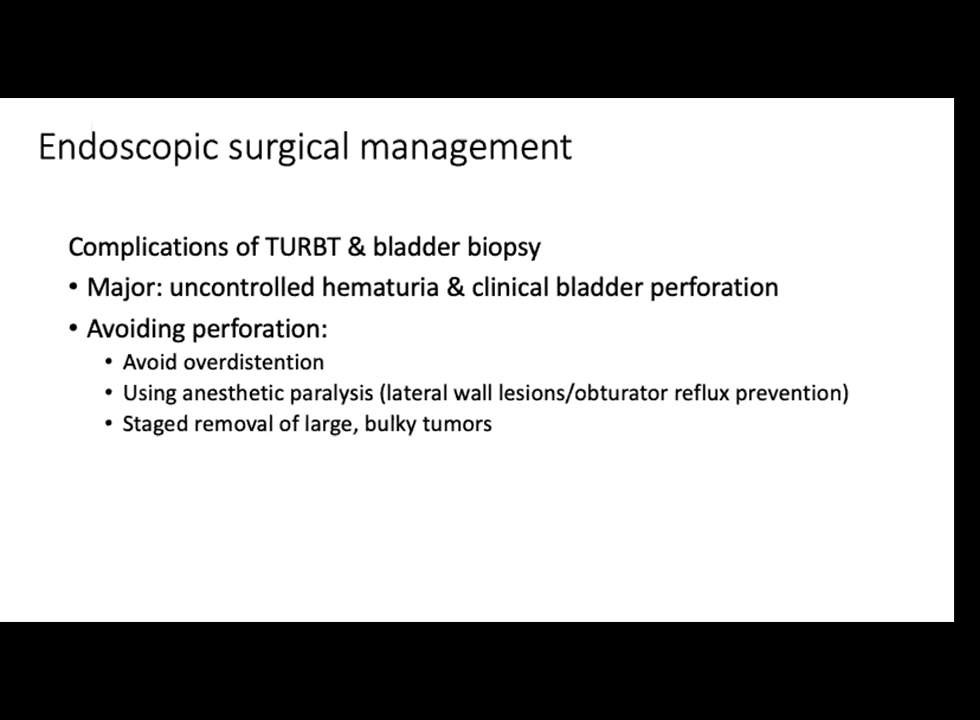 Endoscopic surgical management
Complications of TURBT & bladder biopsy
• Major: uncontrolled hematuria & clinical bladder perforation
• Avoiding perforation:
• Avoid overdistention
• Using anesthetic paralysis (lateral wall lesions/obturator reflux prevention)
• Staged removal of large, bulky tumors